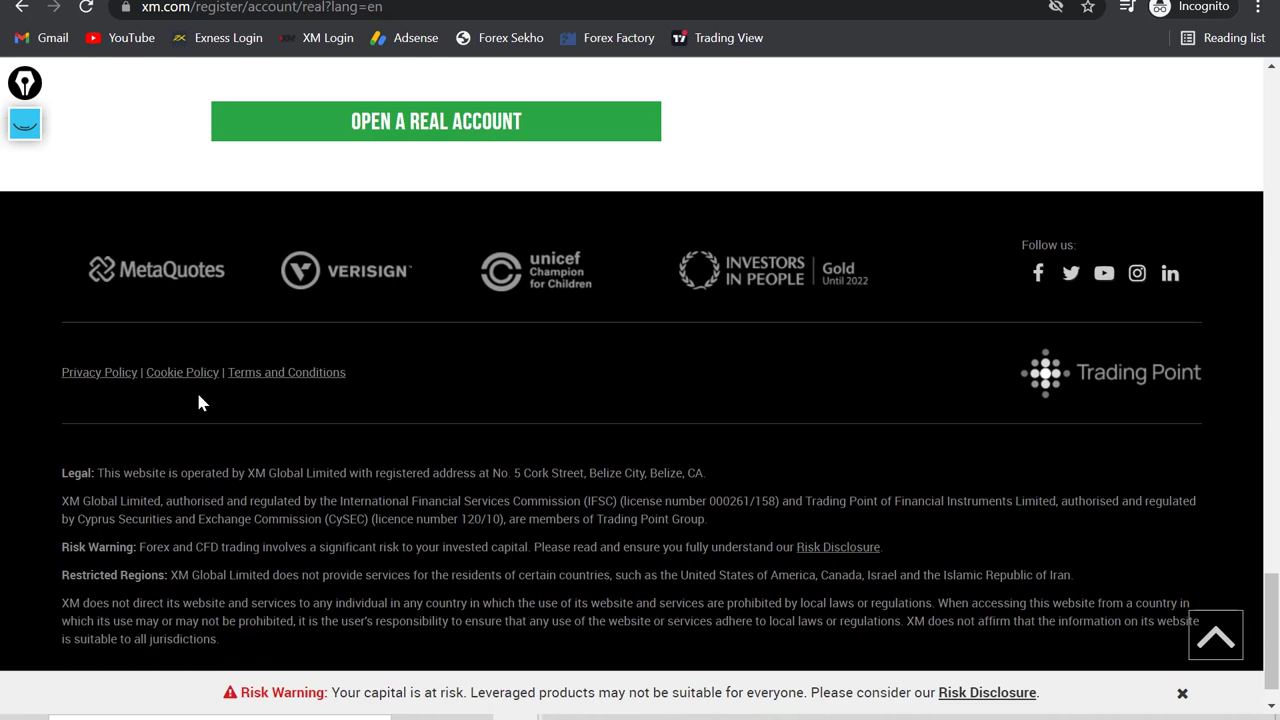 xm.com/register/account/real?lang=en
Incognito
Gmail
YouTube
Exness Login
XM Login
Adsense
Forex Sekho
Forex Factory
Trading View
Reading list
OPEN A REAL ACCOUNT
MetaQuotes
VERISIGN
unicef
Champion
for Children
INVESTORS
IN PEOPLE
Gold
Until 2022
Follow us:
Privacy Policy | Cookie Policy | Terms and Conditions
Trading Point
Legal: This website is operated by XM Global Limited with registered address at No. 5 Cork Street, Belize City, Belize, CA.
XM Global Limited, authorised and regulated by the International Financial Services Commission (IFSC) (license number 000261/158) and Trading Point of Financial Instruments Limited, authorised and regulated
by Cyprus Securities and Exchange Commission (CySEC) (licence number 120/10), are members of Trading Point Group.
Risk Warning: Forex and CFD trading involves a significant risk to your invested capital. Please read and ensure you fully understand our Risk Disclosure.
Restricted Regions: XM Global Limited does not provide services for the residents of certain countries, such as the United States of America, Canada, Israel and the Islamic Republic of Iran.
XM does not direct its website and services to any individual in any country in which the use of its website and services are prohibited by local laws or regulations. When accessing this website from a country in
which its use may or may not be prohibited, it is the user's responsibility to ensure that any use of the website or services adhere to local laws or regulations. XM does not affirm that the information on its website
is suitable to all jurisdictions.
Risk Warning: Your capital is at risk. Leveraged products may not be suitable for everyone. Please consider our Risk Disclosure.